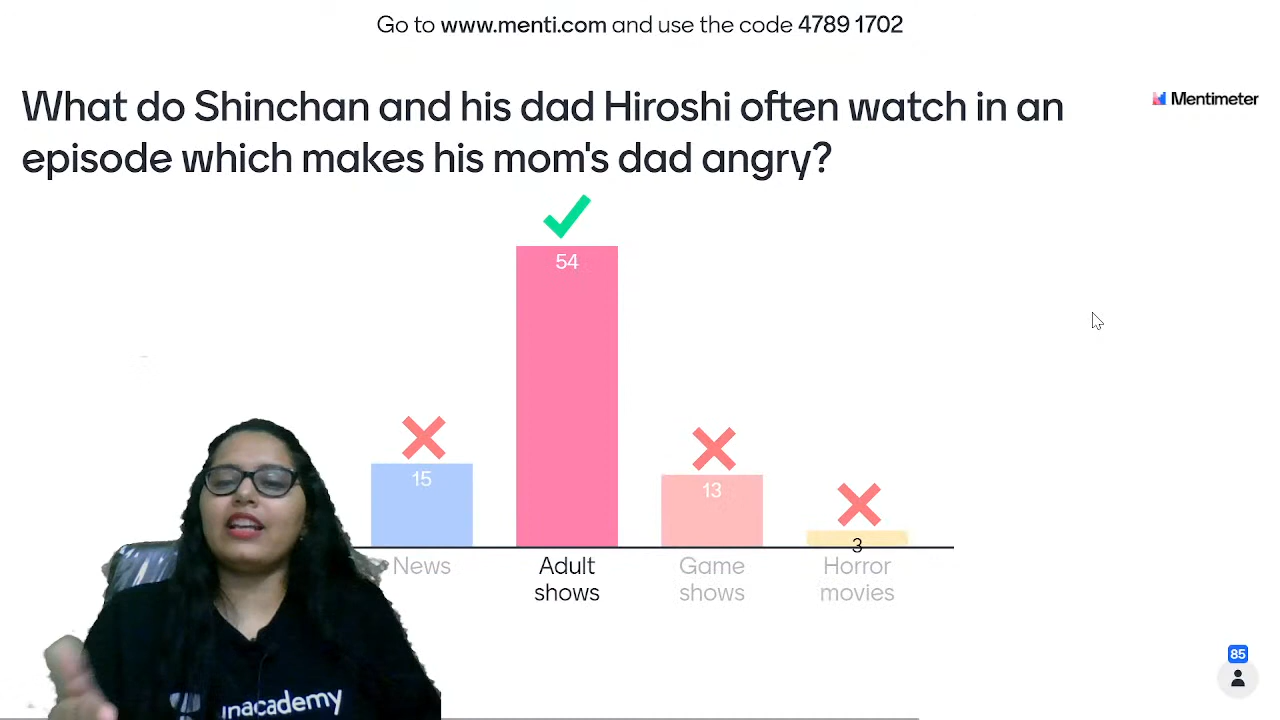 Go to www.menti.com and use the code 4789 1702
Mentimeter
What do Shinchan and his dad Hiroshi often watch in an
episode which makes his mom's dad angry?
54
15
13
3
News
Adult
shows
Game
shows
Horror
movies
85
unacademy